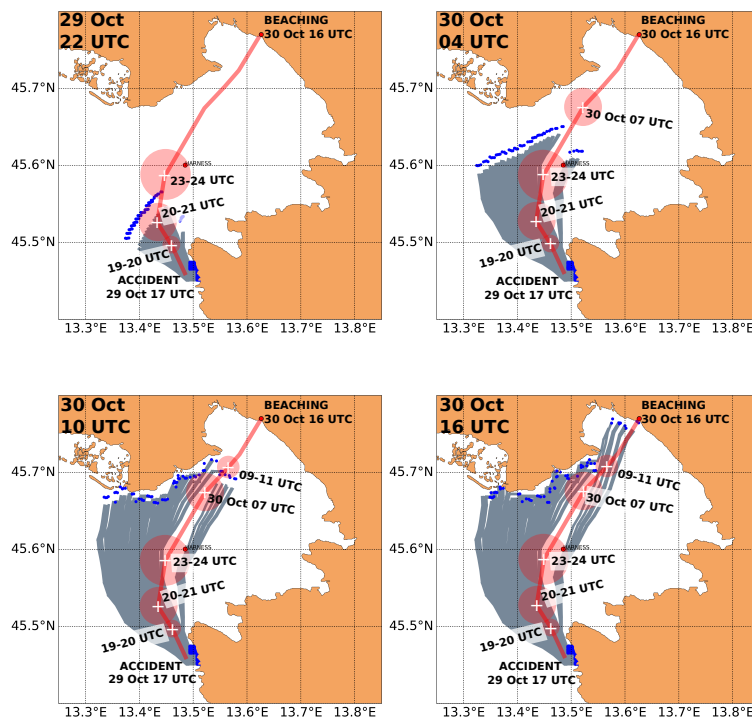 29 Oct
22 UTC
BEACHING
30 Oct 16 UTC
HARNESS
23-24 UTC
20-21 UTC
19-20 UTC
ACCIDENT
29 Oct 17 UTC
45.7°N
45.6°N
45.5°N
13.3°E 13.4°E 13.5°E 13.6°E 13.7°E 13.8°E
30 Oct
04 UTC
BEACHING
30 Oct 16 UTC
30 Oct 07 UTC
HARNESS
23-24 UTC
20-21 UTC
19-20 UTC
ACCIDENT
29 Oct 17 UTC
45.7°N
45.6°N
45.5°N
13.3°E 13.4°E 13.5°E 13.6°E 13.7°E 13.8°E
30 Oct
10 UTC
BEACHING
30 Oct 16 UTC
09-11 UTC
30 Oct 07 UTC
HARNESS
23-24 UTC
20-21 UTC
19-20 UTC
ACCIDENT
29 Oct 17 UTC
45.7°N
45.6°N
45.5°N
13.3°E 13.4°E 13.5°E 13.6°E 13.7°E 13.8°E
30 Oct
16 UTC
BEACHING
30 Oct 16 UTC
09-11 UTC
30 Oct 07 UTC
HARNESS
23-24 UTC
20-21 UTC
19-20 UTC
ACCIDENT
29 Oct 17 UTC
45.7°N
45.6°N
45.5°N
13.3°E 13.4°E 13.5°E 13.6°E 13.7°E 13.8°E